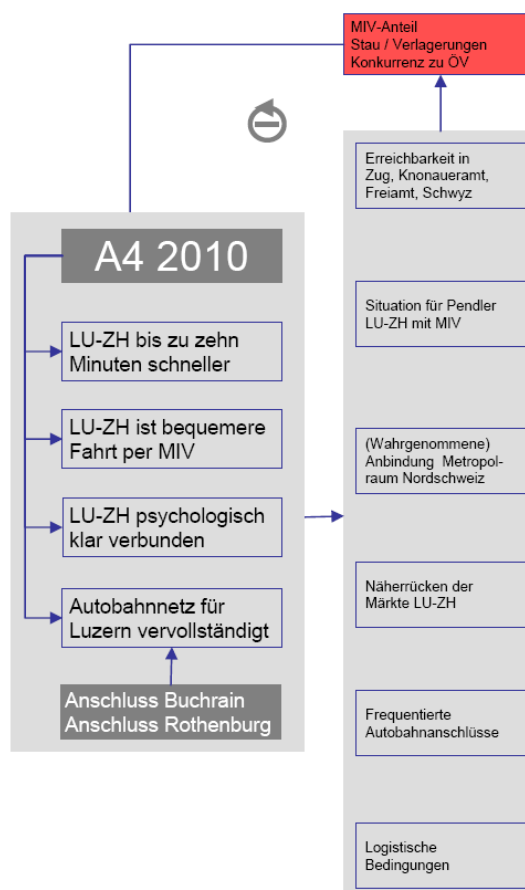 MIV-Anteil
Stau / Verlagerungen
Konkurrenz zu ÖV
A4 2010
LU-ZH bis zu zehn
Minuten schneller
LU-ZH ist bequemere
Fahrt per MIV
LU-ZH psychologisch
klar verbunden
Autobahnnetz für
Luzern vervollständigt
Anschluss Buchrain
Anschluss Rothenburg
Erreichbarkeit in
Zug, Knonaueramt,
Freiamt, Schwyz
Situation für Pendler
LU-ZH mit MIV
(Wahrgenommene)
Anbindung Metropol-
raum Nordschweiz
Näherrücken der
Märkte LU-ZH
Frequentierte
Autobahnanschlüsse
Logistische
Bedingungen